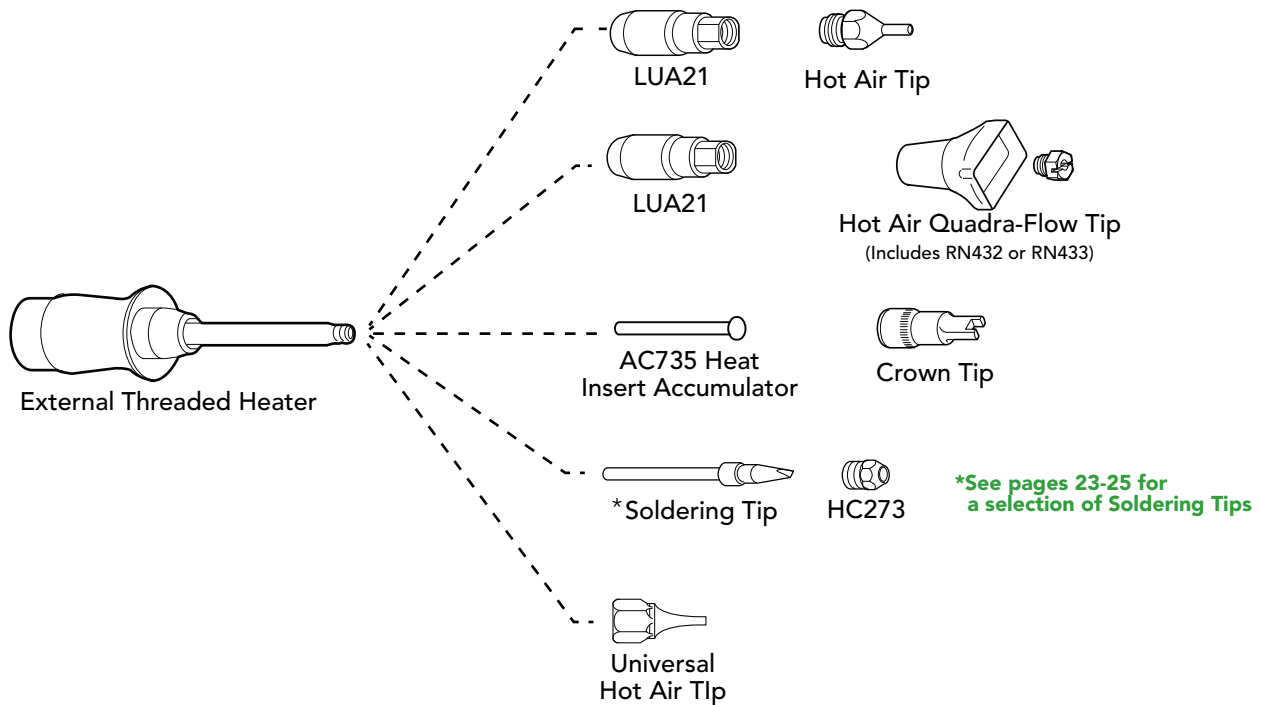 LUA21
Hot Air Tip
LUA21
Hot Air Quadra-Flow Tip
(Includes RN432 or RN433)
External Threaded Heater
AC735 Heat
Insert Accumulator
Crown Tip
*Soldering Tip
HC273
*See pages 23-25 for
a selection of Soldering Tips
Universal
Hot Air TIp